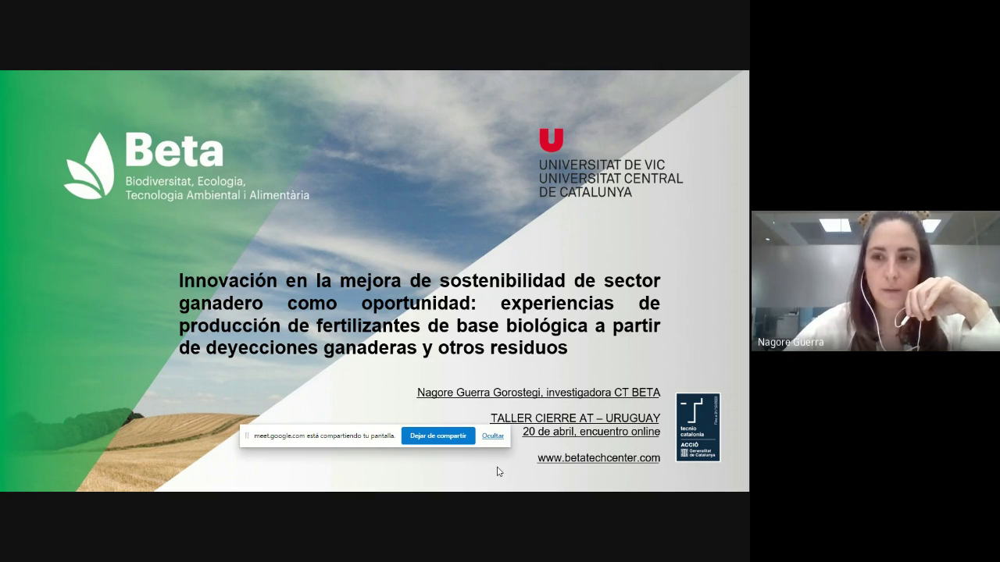 Beta
Biodiversitat, Ecologia,
Tecnologia Ambiental i Alimentària
U
UNIVERSITAT DE VIC
UNIVERSITAT CENTRAL
DE CATALUNYA
Innovación en la mejora de sostenibilidad de sector
ganadero como oportunidad: experiencias de
producción de fertilizantes de base biológica a partir
de deyecciones ganaderas y otros residuos
Nagore Guerra Gorostegi, investigadora CT BETA
TALLER CIERRE AT – URUGUAY
20 de abril, encuentro online
www.betatechcenter.com
meet.google.com está compartiendo tu pantalla.
Dejar de compartir
Ocultar
tecnio
catalonia
ACCIÓ
Generalitat
de Catalunya
Nagore Guerra